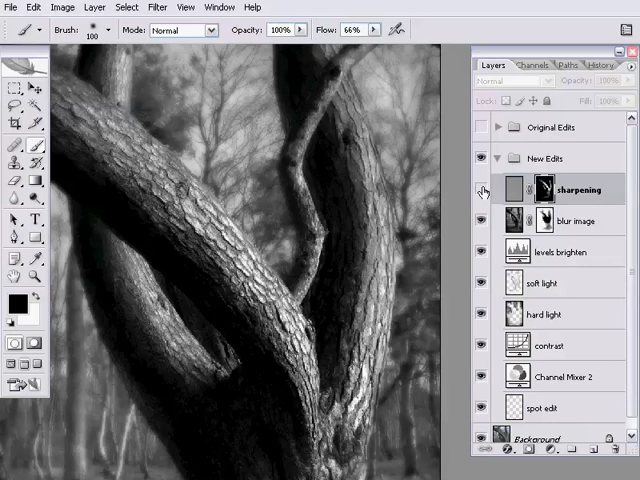 File Edit Image Layer Select Filter View Window Help
Brush: 100 Mode: Normal Opacity: 100% Flow: 66%
Layers Channels Paths History
Normal Opacity: 100%
Lock: Fill: 100%
Original Edits
New Edits
sharpening
blur image
levels brighten
soft light
hard light
contrast
Channel Mixer 2
spot edit
Background